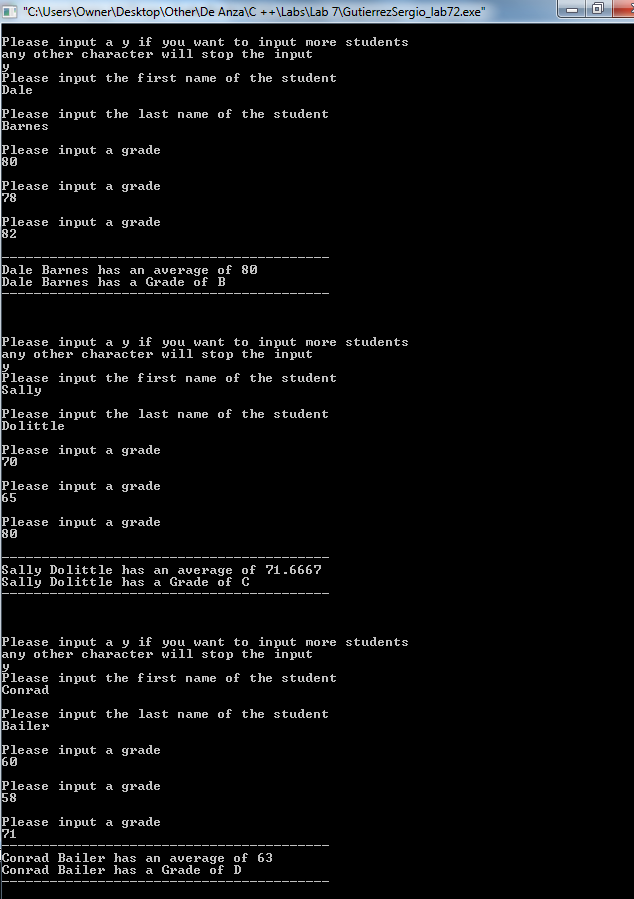 "C:\Users\Owner\Desktop\Other\De Anza\C ++\Labs\Lab 7\GutierrezSergio_lab72.exe"
Please input a y if you want to input more students
any other character will stop the input
y
Please input the first name of the student
Dale
Please input the last name of the student
Barnes
Please input a grade
80
Please input a grade
78
Please input a grade
82
-----------------------------------------
Dale Barnes has an average of 80
Dale Barnes has a Grade of B
-----------------------------------------
Please input a y if you want to input more students
any other character will stop the input
y
Please input the first name of the student
Sally
Please input the last name of the student
Dolittle
Please input a grade
70
Please input a grade
65
Please input a grade
80
-----------------------------------------
Sally Dolittle has an average of 71.6667
Sally Dolittle has a Grade of C
-----------------------------------------
Please input a y if you want to input more students
any other character will stop the input
y
Please input the first name of the student
Conrad
Please input the last name of the student
Bailer
Please input a grade
60
Please input a grade
58
Please input a grade
71
-----------------------------------------
Conrad Bailer has an average of 63
Conrad Bailer has a Grade of D
-----------------------------------------